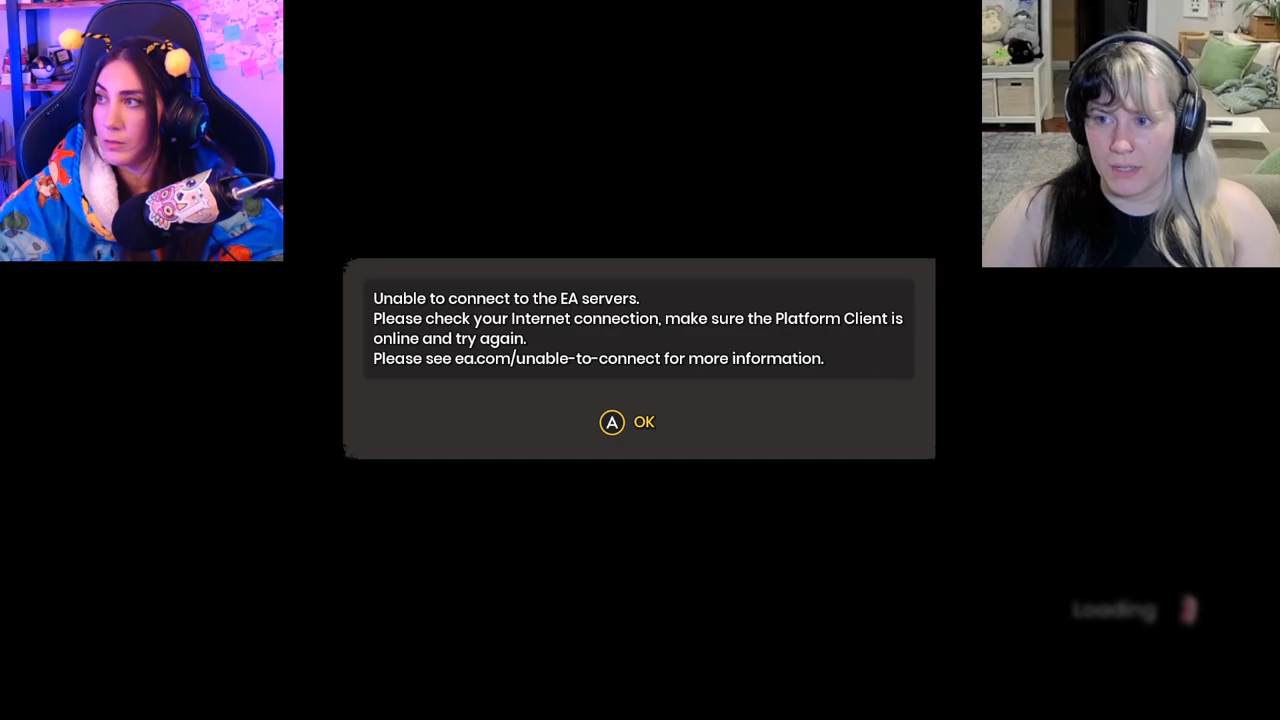 Unable to connect to the EA servers.
Please check your Internet connection, make sure the Platform Client is
online and try again.
Please see ea.com/unable-to-connect for more information.
A OK
Loading